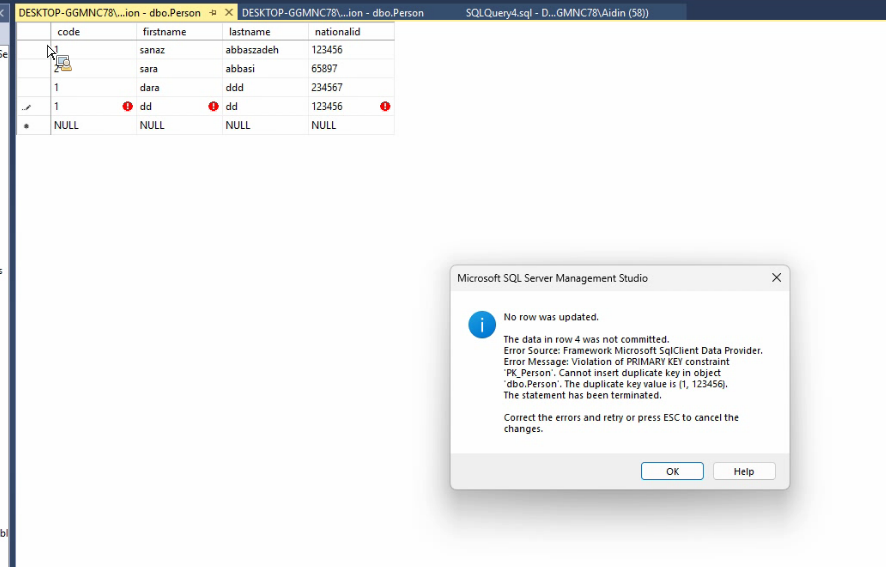 DESKTOP-GGMNC78\...ion - dbo.Person DESKTOP-GGMNC78\...ion - dbo.Person SQLQuery4.sql - D...GMNC78\Aidin (58))
code firstname lastname nationalid
1 sanaz abbaszadeh 123456
2 sara abbasi 65897
1 dara ddd 234567
1 dd dd 123456
NULL NULL NULL NULL
Microsoft SQL Server Management Studio
No row was updated.
The data in row 4 was not committed.
Error Source: Framework Microsoft SqlClient Data Provider.
Error Message: Violation of PRIMARY KEY constraint
'PK_Person'. Cannot insert duplicate key in object
'dbo.Person'. The duplicate key value is (1, 123456).
The statement has been terminated.
Correct the errors and retry or press ESC to cancel the
changes.
OK Help